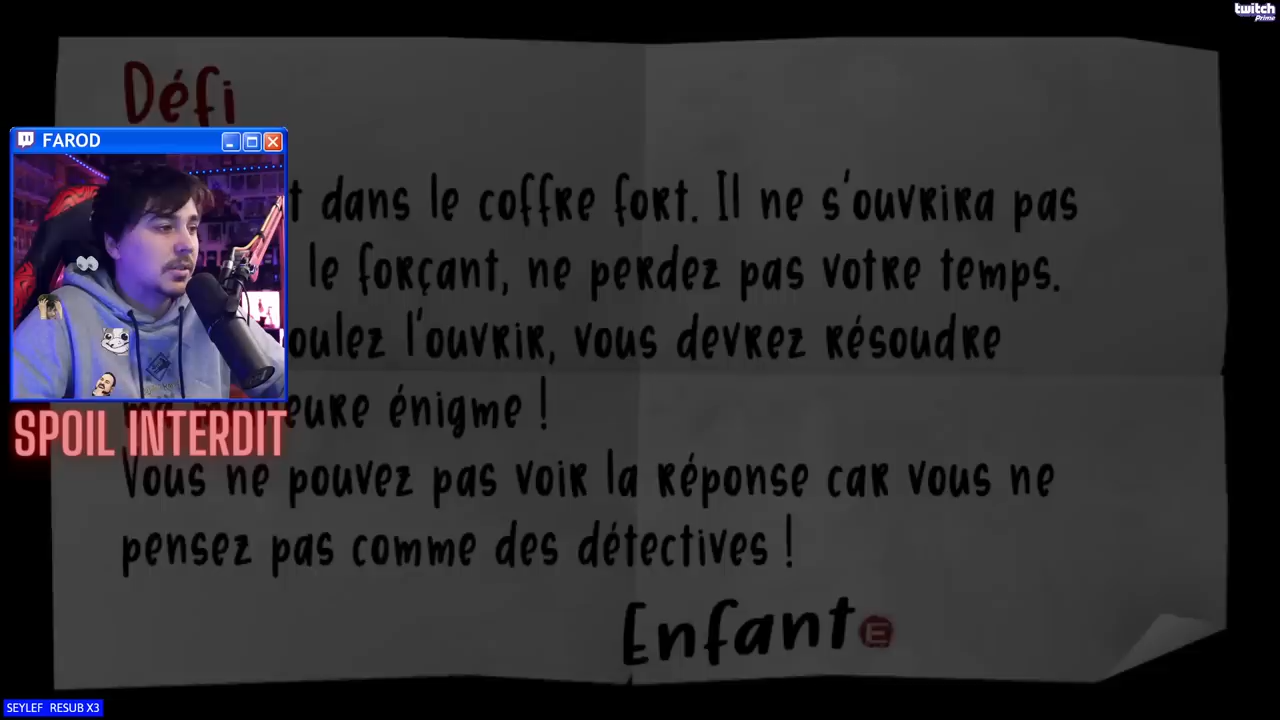 twitch
Prime
Défi
FAROD
t dans le coffre fort. Il ne s'ouvrira pas
le forçant, ne perdez pas votre temps.
oulez l'ouvrir, vous devrez résoudre
eure énigme !
SPOIL INTERDIT
Vous ne pouvez pas voir la réponse car vous ne
pensez pas comme des détectives !
Enfant
E
SEYLEF RESUB X3